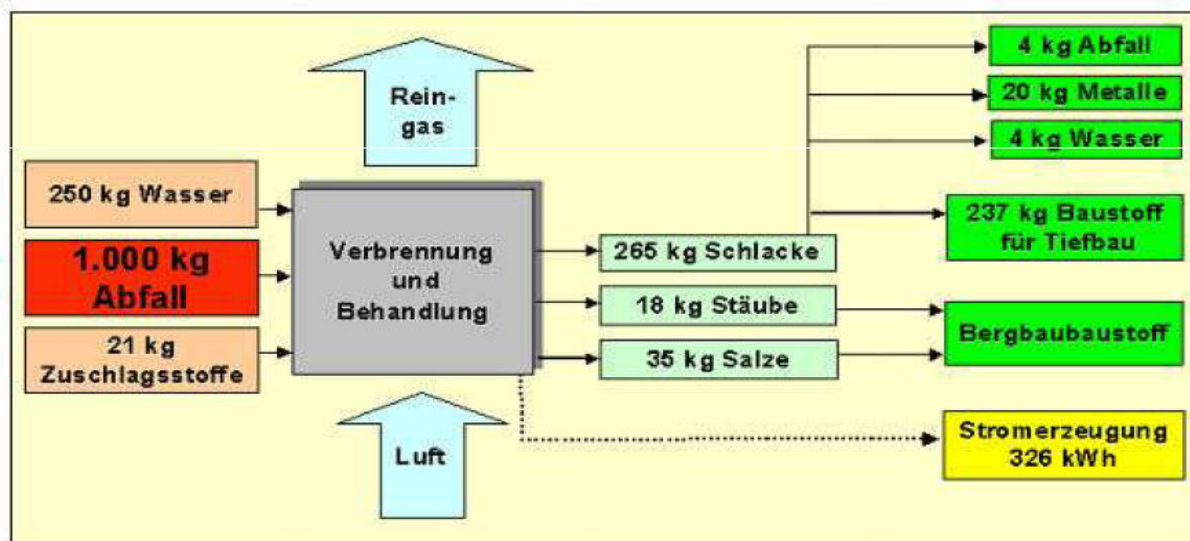 Rein-
gas
250 kg Wasser
1.000 kg
Abfall
21 kg
Zuschlagsstoffe
Verbrennung
und
Behandlung
Luft
265 kg Schlacke
18 kg Stäube
35 kg Salze
4 kg Abfall
20 kg Metalle
4 kg Wasser
237 kg Baustoff
für Tiefbau
Bergbaubaustoff
Stromerzeugung
326 kWh